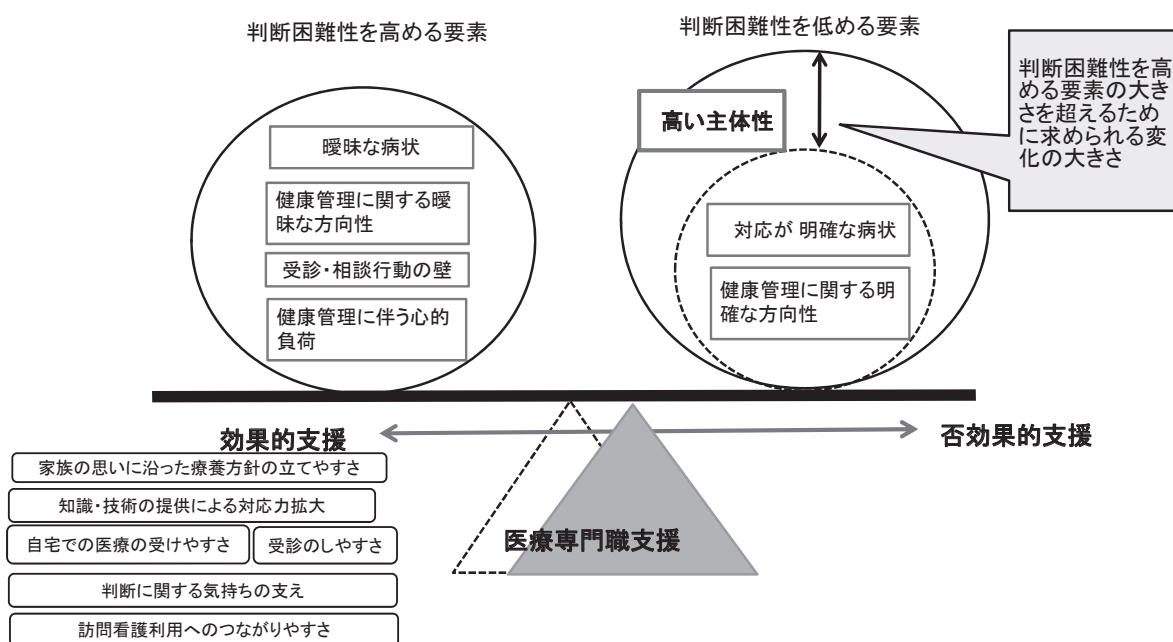 判断困難性を高める要素
曖昧な病状
健康管理に関する曖
昧な方向性
受診・相談行動の壁
健康管理に伴う心的
負荷
判断困難性を低める要素
高い主体性
対応が 明確な病状
健康管理に関する明
確な方向性
判断困難性を高
める要素の大き
さを超えるため
に求められる変
化の大きさ
効果的支援
否効果的支援
家族の思いに沿った療養方針の立てやすさ
知識・技術の提供による対応力拡大
自宅での医療の受けやすさ
受診のしやすさ
判断に関する気持ちの支え
訪問看護利用へのつながりやすさ
医療専門職支援